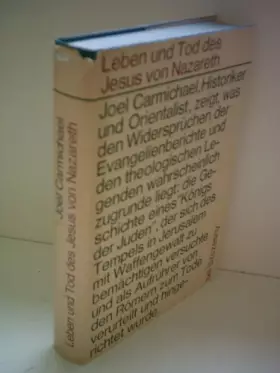 Leben und Tod des
Jesus von Nazareth
Joel Carmichael, Historiker
und Orientalist, zeigt, was
den Widersprüchen der
Evangelienberichte und
den theologischen Le-
genden wahrscheinlich
zugrunde liegt: die Ge-
schichte eines "Königs
der Juden", der sich des
Tempels in Jerusalem
mit Waffengewalt zu
bemächtigen versuchte
und als Aufrührer von
den Römern zum Tode
verurteilt und hinge-
richtet wurde.
Joel Carmichael
Leben und Tod des Jesus von Nazareth